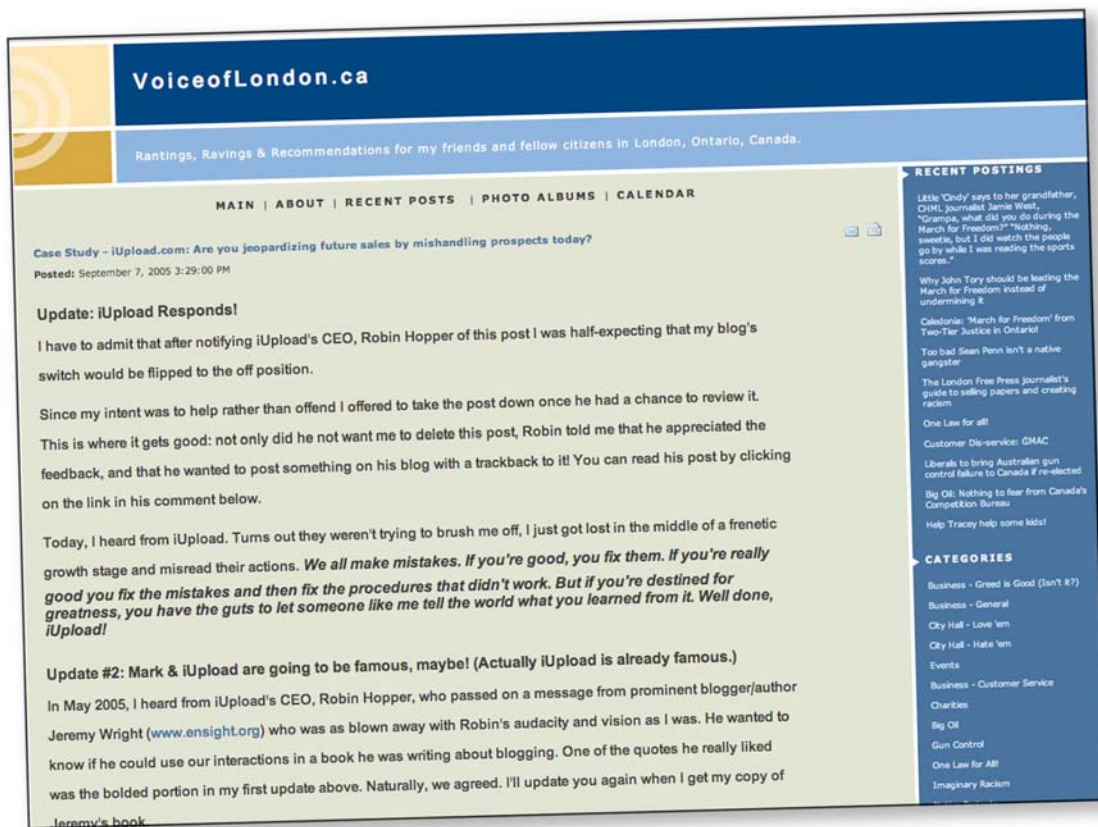 VoiceofLondon.ca
Rantings, Ravings & Recommendations for my friends and fellow citizens in London, Ontario, Canada.
MAIN | ABOUT | RECENT POSTS | PHOTO ALBUMS | CALENDAR
Case Study - iUpload.com: Are you jeopardizing future sales by mishandling prospects today?
Posted: September 7, 2005 3:29:00 PM
Update: iUpload Responds!
I have to admit that after notifying iUpload's CEO, Robin Hopper of this post I was half-expecting that my blog's
switch would be flipped to the off position.
Since my intent was to help rather than offend I offered to take the post down once he had a chance to review it.
This is where it gets good: not only did he not want me to delete this post, Robin told me that he appreciated the
feedback, and that he wanted to post something on his blog with a trackback to it! You can read his post by clicking
on the link in his comment below.
Today, I heard from iUpload. Turns out they weren't trying to brush me off, I just got lost in the middle of a frenetic
growth stage and misread their actions. We all make mistakes. If you're good, you fix them. If you're really
good you fix the mistakes and then fix the procedures that didn't work. But if you're destined for
greatness, you have the guts to let someone like me tell the world what you learned from it. Well done,
iUpload!
Update #2: Mark & iUpload are going to be famous, maybe! (Actually iUpload is already famous.)
In May 2005, I heard from iUpload's CEO, Robin Hopper, who passed on a message from prominent blogger/author
Jeremy Wright (www.ensight.org) who was as blown away with Robin's audacity and vision as I was. He wanted to
know if he could use our interactions in a book he was writing about blogging. One of the quotes he really liked
was the bolded portion in my first update above. Naturally, we agreed. I'll update you again when I get my copy of
Jeremy's book.
RECENT POSTINGS
Little 'Cindy' says to her grandfather,
CHML journalist Jamie West,
"Grampa, what did you do during the
March for Freedom?" "Nothing,
sweetie, but I did watch the people
go by while I was reading the sports
scores."
Why John Tory should be leading the
March for Freedom instead of
undermining it
Caledonia: 'March for Freedom' from
Two-Tier Justice in Ontario!
Too bad Sean Penn isn't a native
gangster
The London Free Press journalist's
guide to selling papers and creating
racism
One Law for all!
Customer Dis-service: GMAC
Liberals to bring Australian gun
control failure to Canada if re-elected
Big Oil: Nothing to fear from Canada's
Competition Bureau
Help Tracey help some kids!
CATEGORIES
Business - Greed is Good (Isn't it?)
Business - General
City Hall - Love 'em
City Hall - Hate 'em
Events
Business - Customer Service
Charities
Big Oil
Gun Control
One Law for All!
Imaginary Racism